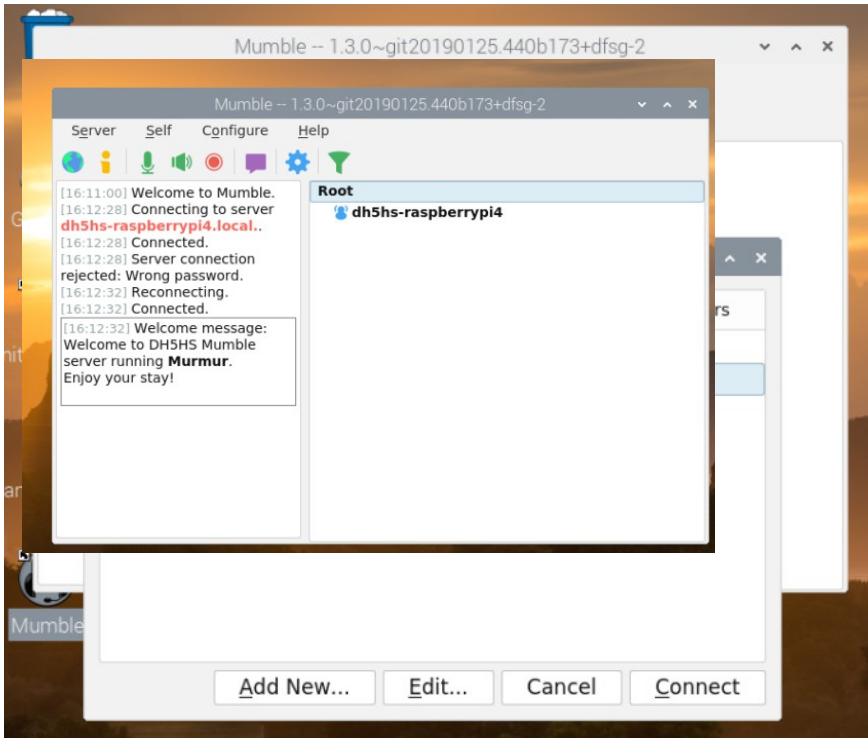 Mumble -- 1.3.0~git20190125.440b173+dfsg-2
Mumble -- 1.3.0~git20190125.440b173+dfsg-2
Server Self Configure Help
[16:11:00] Welcome to Mumble.
[16:12:28] Connecting to server
dh5hs-raspberrypi4.local..
[16:12:28] Connected.
[16:12:28] Server connection
rejected: Wrong password.
[16:12:32] Reconnecting.
[16:12:32] Connected.
[16:12:32] Welcome message:
Welcome to DH5HS Mumble
server running Murmur.
Enjoy your stay!
Root
dh5hs-raspberrypi4
rs
Mumble
Add New... Edit... Cancel Connect